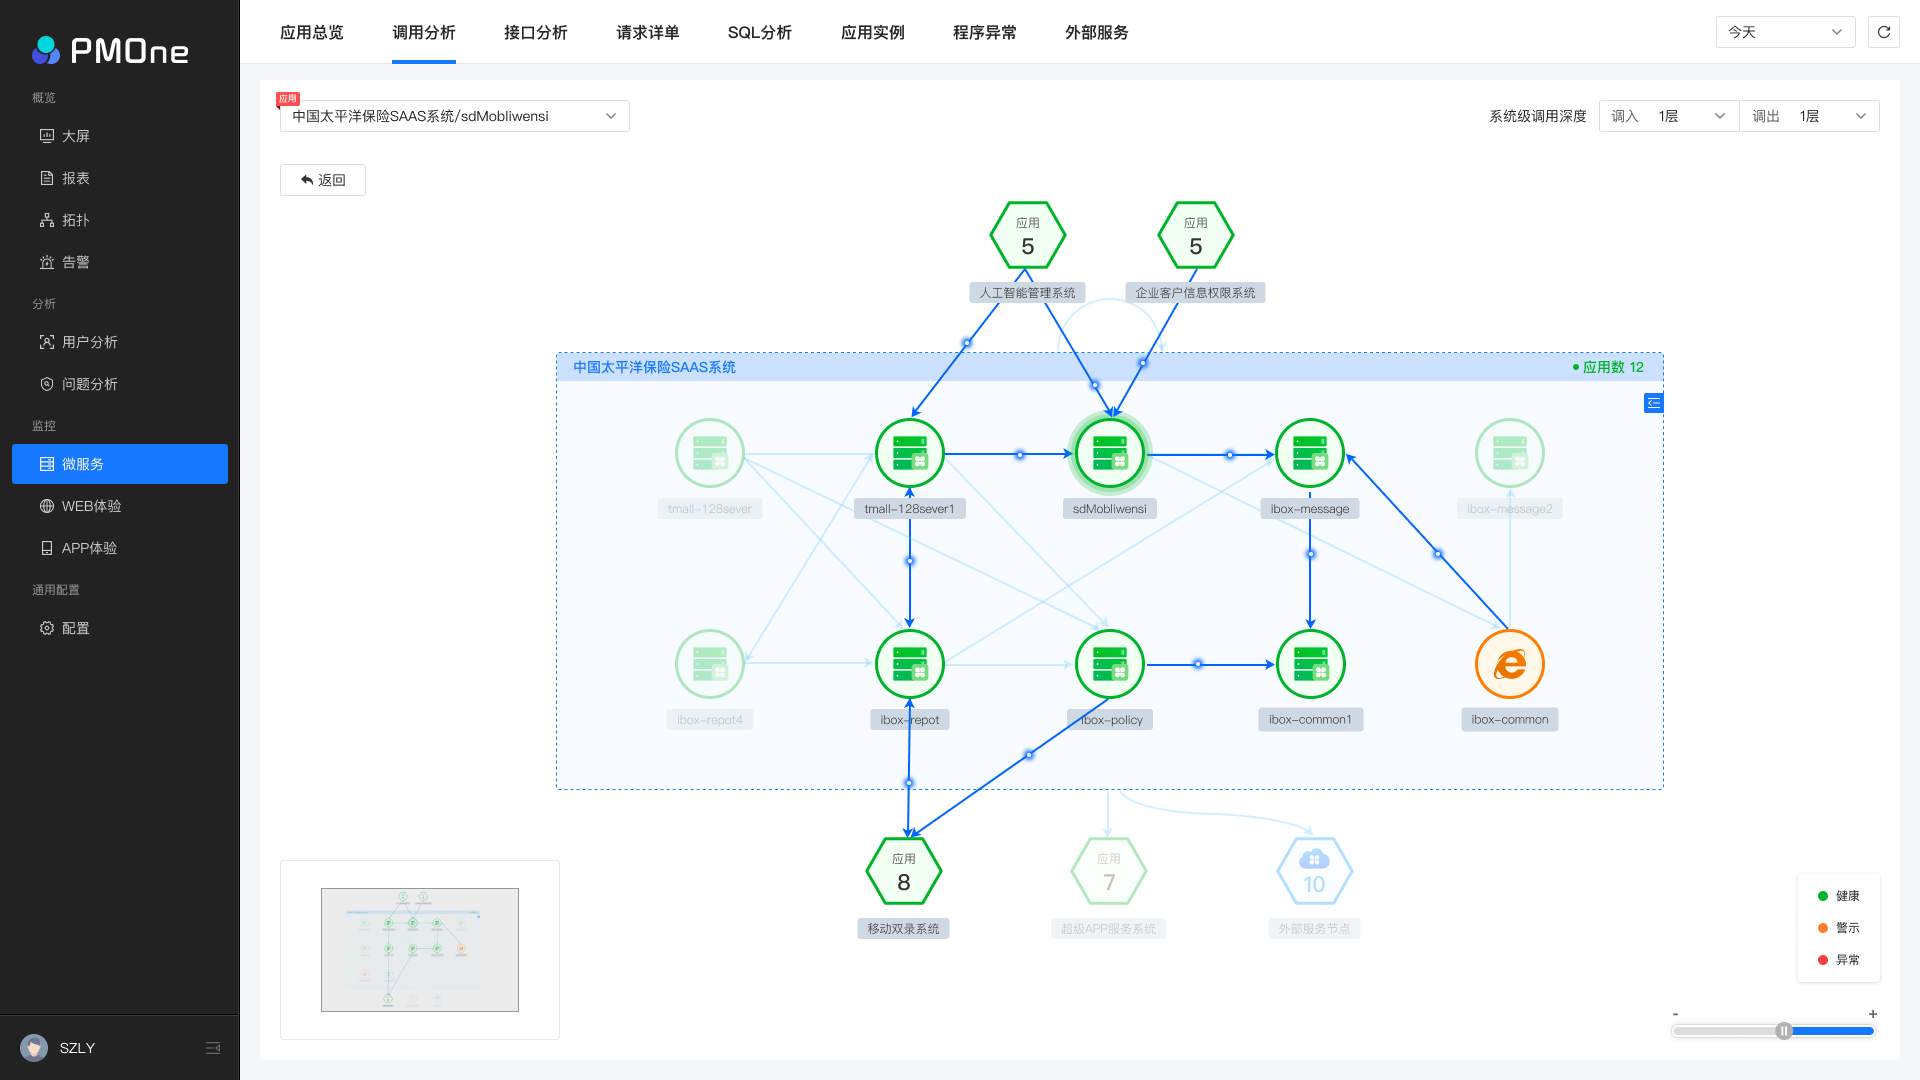 PMOne
概览
大屏
报表
拓扑
告警
分析
用户分析
问题分析
监控
微服务
WEB体验
APP体验
通用配置
配置
SZLY
应用总览 调用分析 接口分析 请求详单 SQL分析 应用实例 程序异常 外部服务
今天
应用
中国太平洋保险SAAS系统/sdMobliwensi
系统级调用深度 调入 1层 调出 1层
返回
应用
5
人工智能管理系统
应用
5
企业客户信息权限系统
中国太平洋保险SAAS系统
应用数 12
tmall-128sever
tmall-128sever1
sdMobliwensi
ibox-message
ibox-message2
ibox-repot4
ibox-repot
ibox-policy
ibox-common1
ibox-common
应用
8
移动双录系统
应用
7
超级APP服务系统
10
外部服务节点
健康
警示
异常
- +